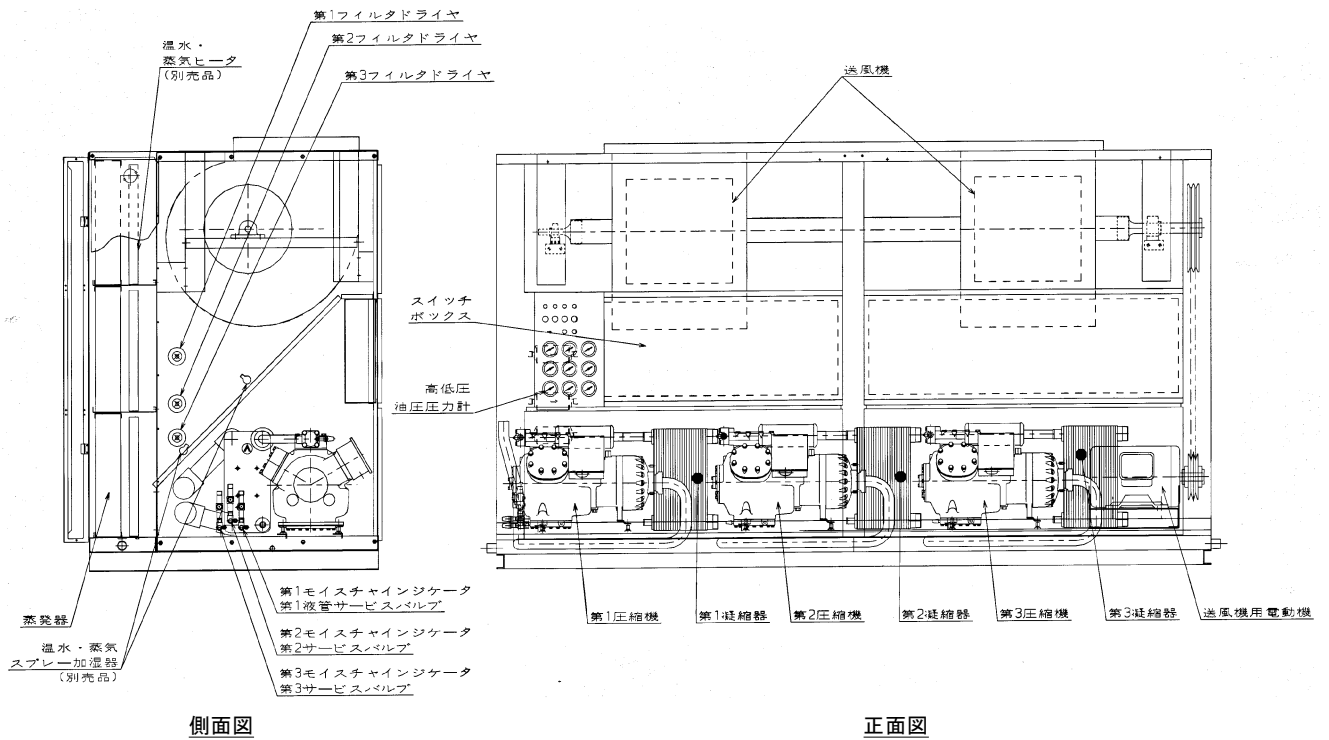 第1フィルタドライヤ
第2フィルタドライヤ
第3フィルタドライヤ
温水・
蒸気ヒータ
(別売品)
蒸発器
温水・蒸気
スプレー加湿器
(別売品)
第1モイスチャインジケータ
第1液管サービスバルブ
第2モイスチャインジケータ
第2サービスバルブ
第3モイスチャインジケータ
第3サービスバルブ
側面図
送風機
スイッチ
ボックス
高低圧
油圧圧力計
第1圧縮機
第1凝縮器
第2圧縮機
第2凝縮器
第3圧縮機
第3凝縮器
送風機用電動機
正面図